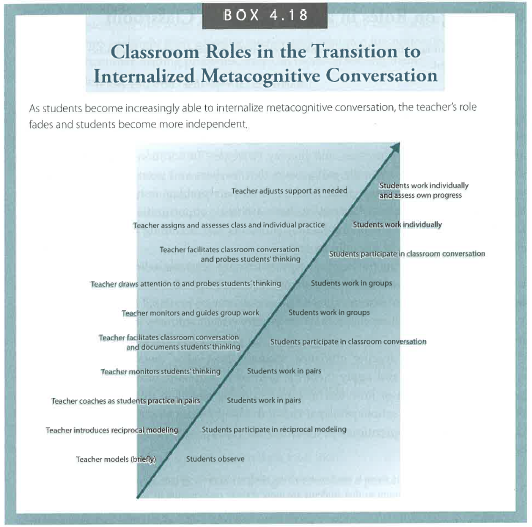 BOX 4.18
Classroom Roles in the Transition to
Internalized Metacognitive Conversation
As students become increasingly able to internalize metacognitive conversation, the teacher's role
fades and students become more independent.
Teacher adjusts support as needed
Students work individually
and assess own progress
Teacher assigns and assesses class and individual practice
Students work individually
Teacher facilitates classroom conversation
and probes students' thinking
Students participate in classroom conversation
Teacher draws attention to and probes students' thinking
Students work in groups
Teacher monitors and guides group work
Students work in groups
Teacher facilitates classroom conversation
and documents students' thinking
Students participate in classroom conversation
Teacher monitors students' thinking
Students work in pairs
Teacher coaches as students practice in pairs
Students work in pairs
Teacher introduces reciprocal modeling
Students participate in reciprocal modeling
Teacher models (briefly)
Students observe